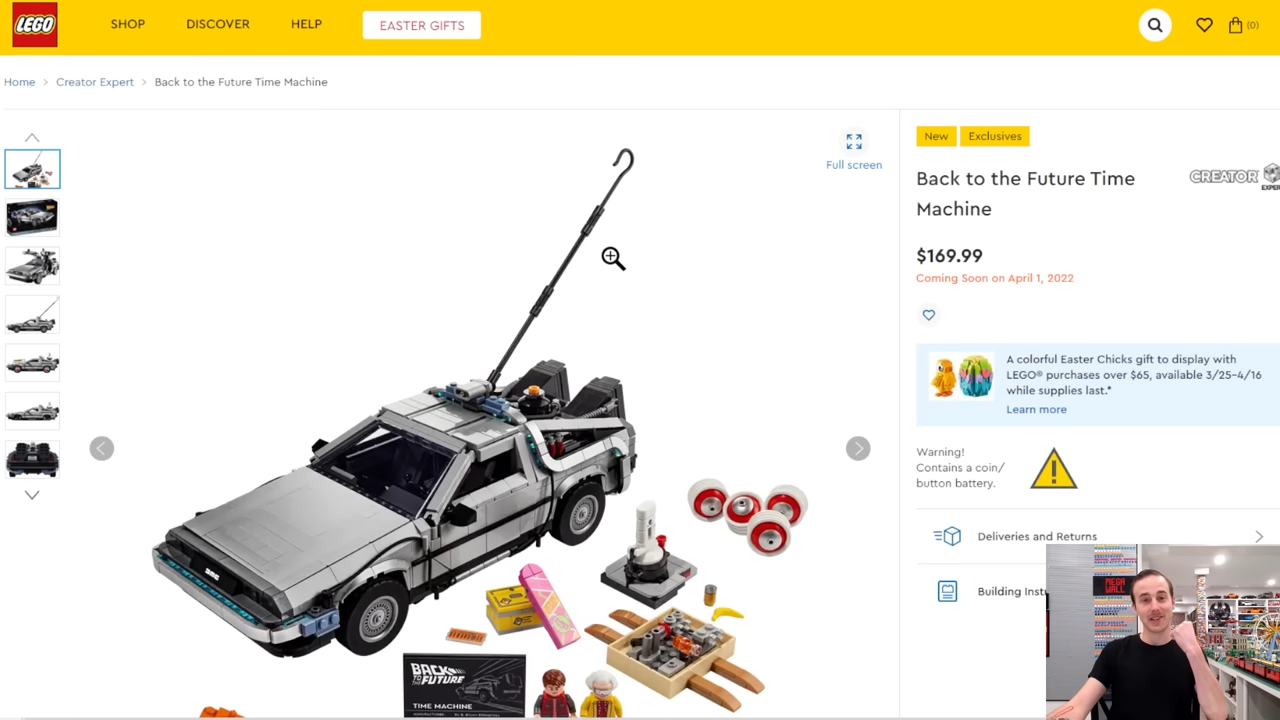 LEGO
SHOP
DISCOVER
HELP
EASTER GIFTS
(0)
Home > Creator Expert > Back to the Future Time Machine
Full screen
New
Exclusives
Back to the Future Time
Machine
CREATOR
$169.99
Coming Soon on April 1, 2022
A colorful Easter Chicks gift to display with
LEGO® purchases over $65, available 3/25-4/16
while supplies last.*
Learn more
Warning!
Contains a coin/
button battery.
Deliveries and Returns
Building
MEGA
WALL
BACK
TO THE
FUTURE
TIME MACHINE